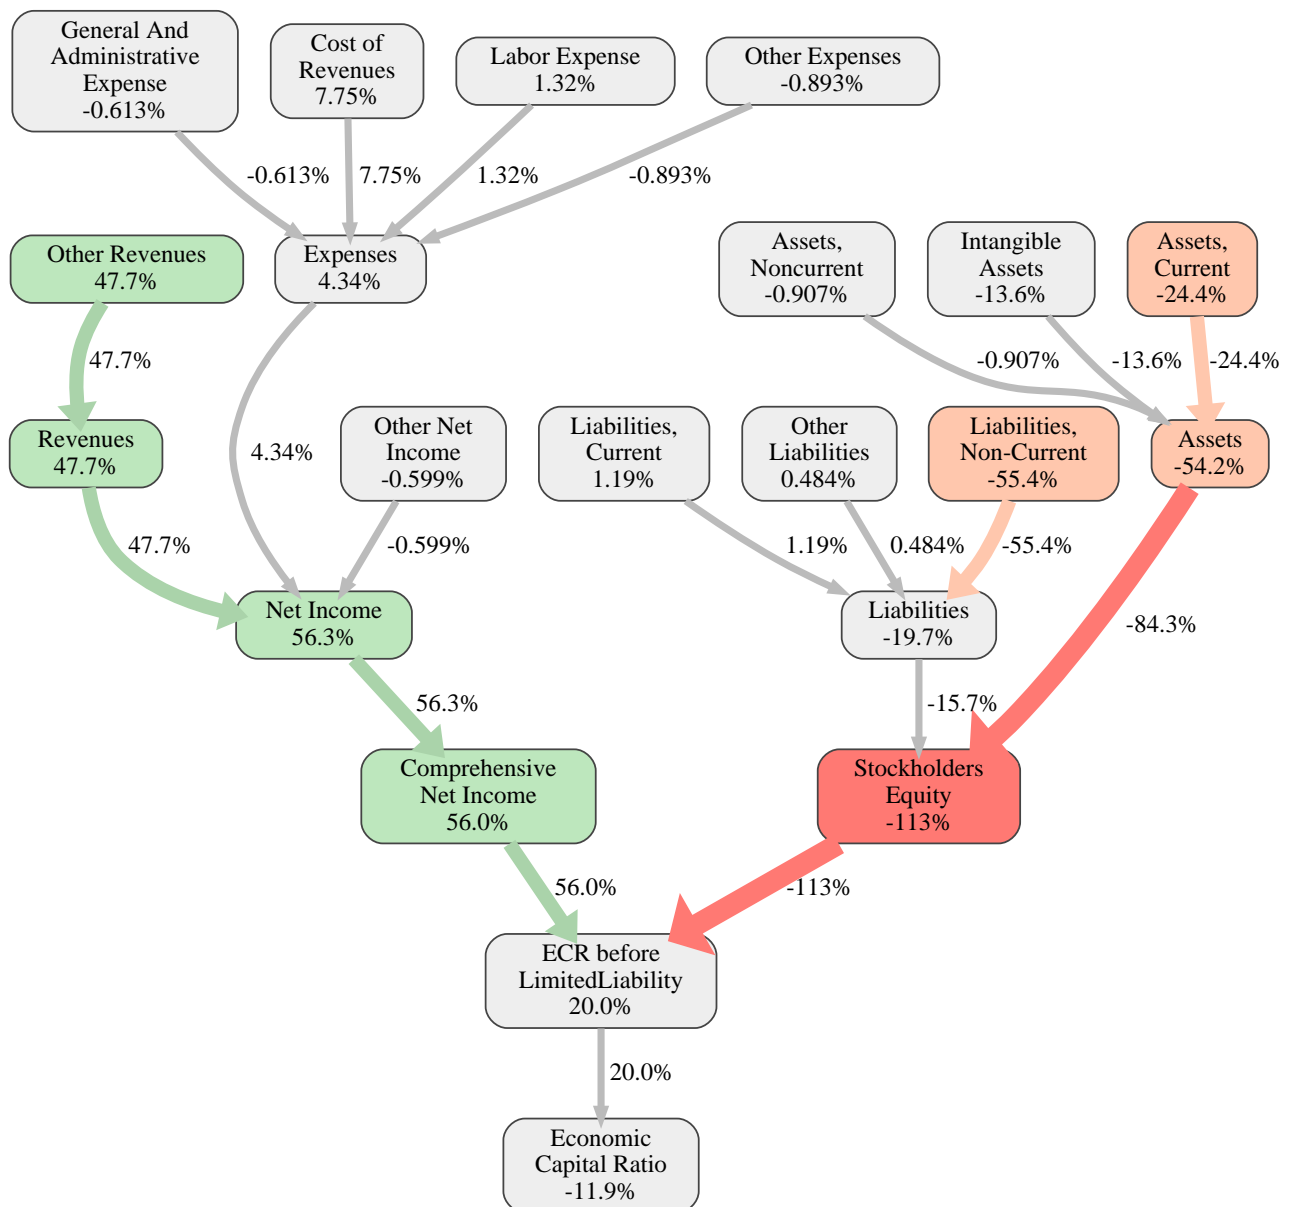 General And
Administrative
Expense
-0.613%
Cost of
Revenues
7.75%
Labor Expense
1.32%
Other Expenses
-0.893%
-0.613%
7.75%
1.32%
-0.893%
Other Revenues
47.7%
Expenses
4.34%
Assets,
Noncurrent
-0.907%
Intangible
Assets
-13.6%
Assets,
Current
-24.4%
47.7%
-0.907%
-13.6%
-24.4%
Revenues
47.7%
4.34%
Other Net
Income
-0.599%
Liabilities,
Current
1.19%
Other
Liabilities
0.484%
Liabilities,
Non-Current
-55.4%
Assets
-54.2%
47.7%
-0.599%
1.19%
0.484%
-55.4%
Net Income
56.3%
Liabilities
-19.7%
-84.3%
56.3%
-15.7%
Comprehensive
Net Income
56.0%
Stockholders
Equity
-113%
56.0%
-113%
ECR before
LimitedLiability
20.0%
20.0%
Economic
Capital Ratio
-11.9%